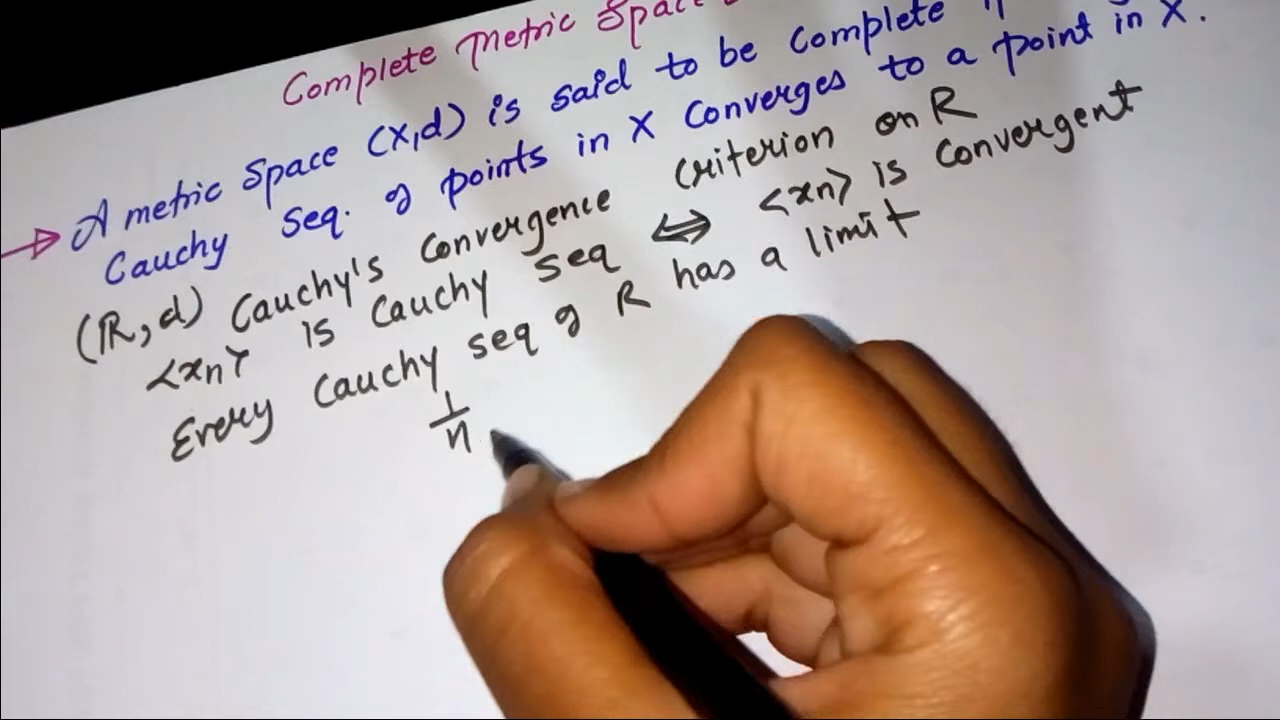 Complete Metric Space
A metric Space (X,d) is said to be complete if
Cauchy Seq. of points in X Converges to a point in X.
(R, d) Cauchy's Convergence Criterion on R
<xn> is Cauchy seq ⇔ <xn> is Convergent
Every Cauchy seq of R has a limit
1/n